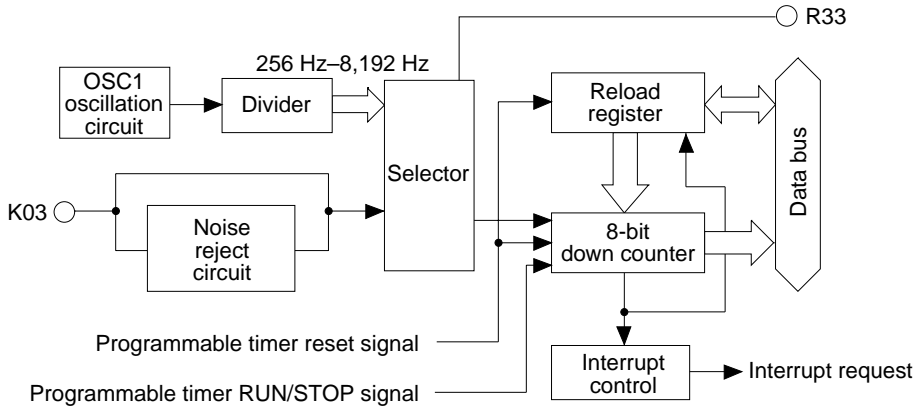 R33
256 Hz–8,192 Hz
OSC1
oscillation
circuit
Divider
Selector
Reload
register
Data bus
K03
Noise
reject
circuit
8-bit
down counter
Programmable timer reset signal
Interrupt
control
Interrupt request
Programmable timer RUN/STOP signal